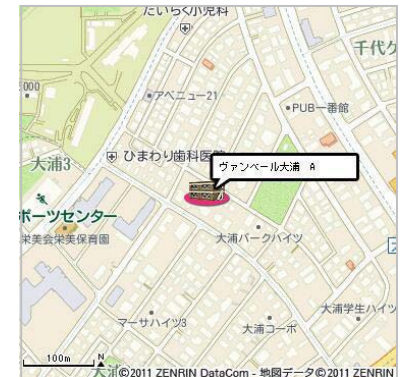 だいらく小児科
千代ケ
000
アベニュー21
PUB一番館
大浦3
ひまわり歯科医院
ヴァンベール大浦 A
ポーツセンター
栄美会栄美保育園
大浦パークハイツ
大浦学生ハイツ
マーサハイツ3
大浦コーポ
100m
N
©2011 ZENRIN DataCom - 地図データ©2011 ZENRIN